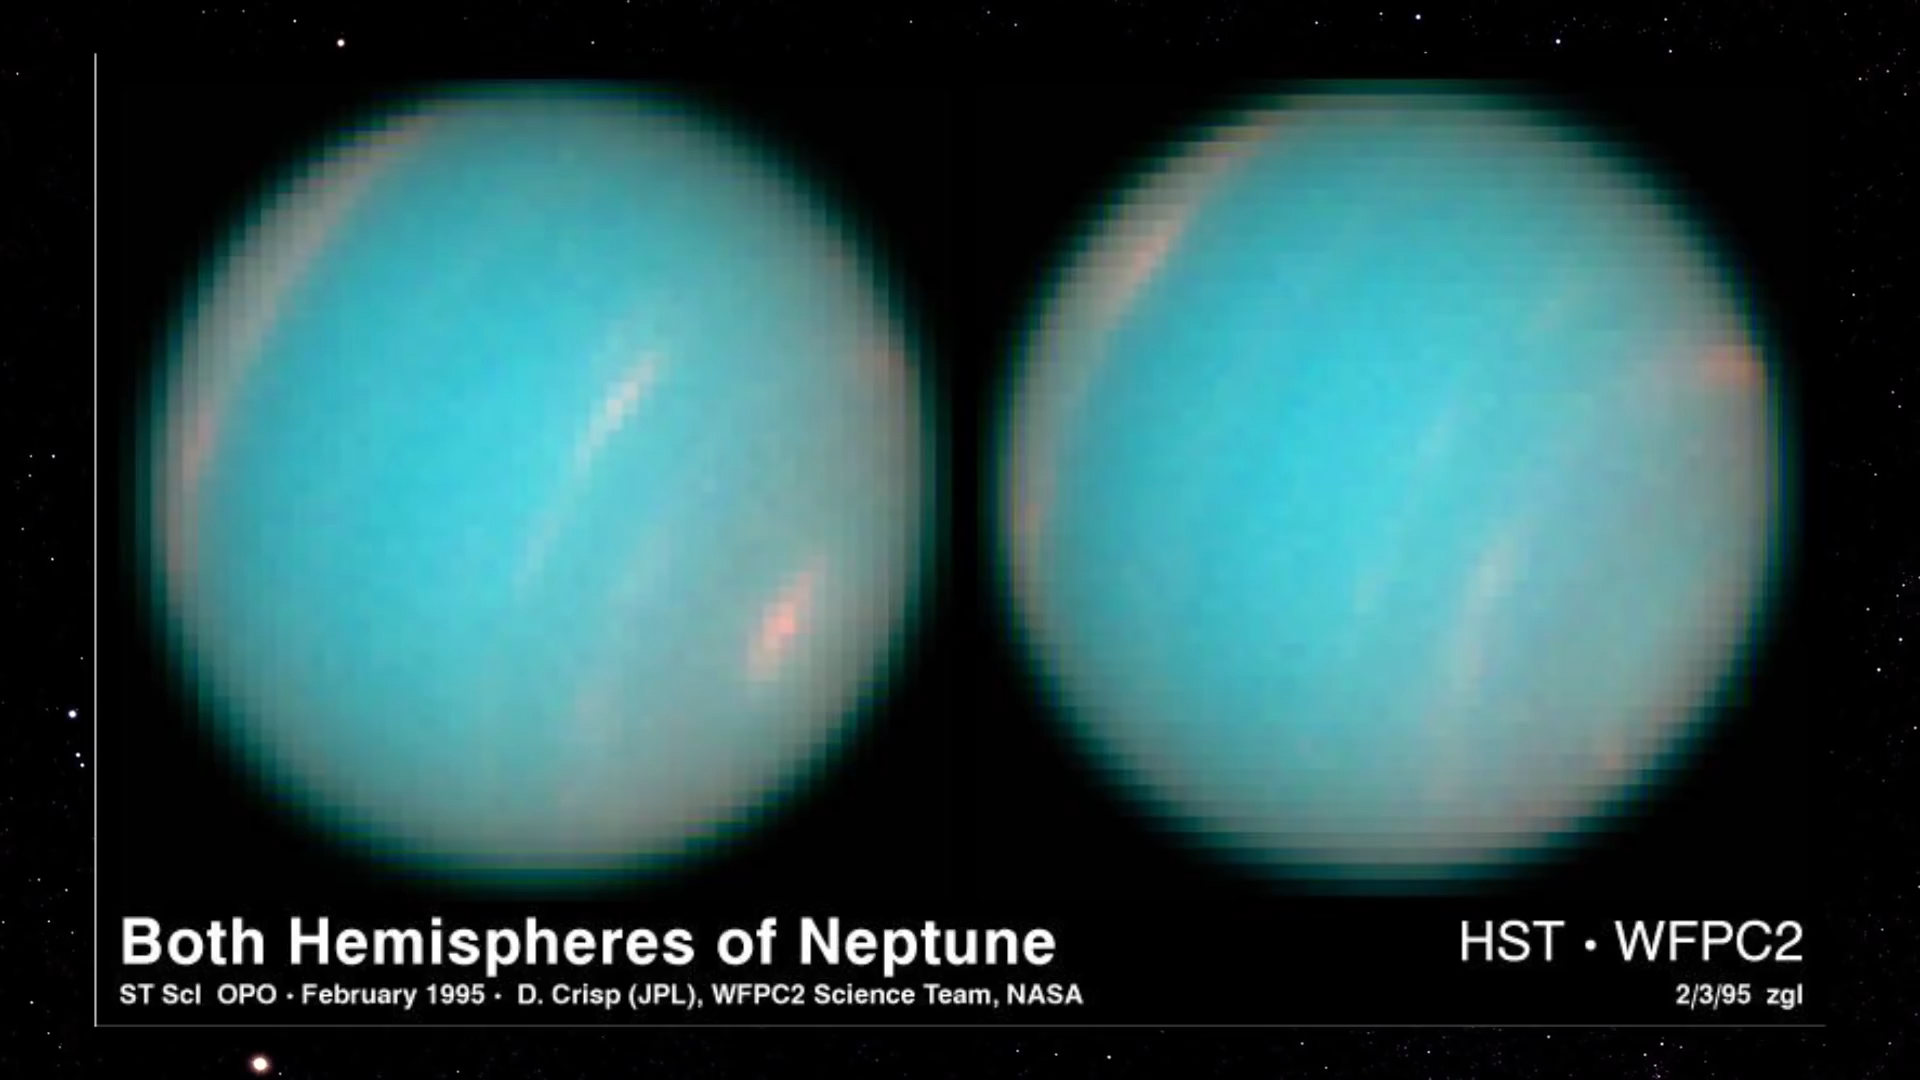 Both Hemispheres of Neptune
HST • WFPC2
ST ScI OPO • February 1995 • D. Crisp (JPL), WFPC2 Science Team, NASA
2/3/95 zgl